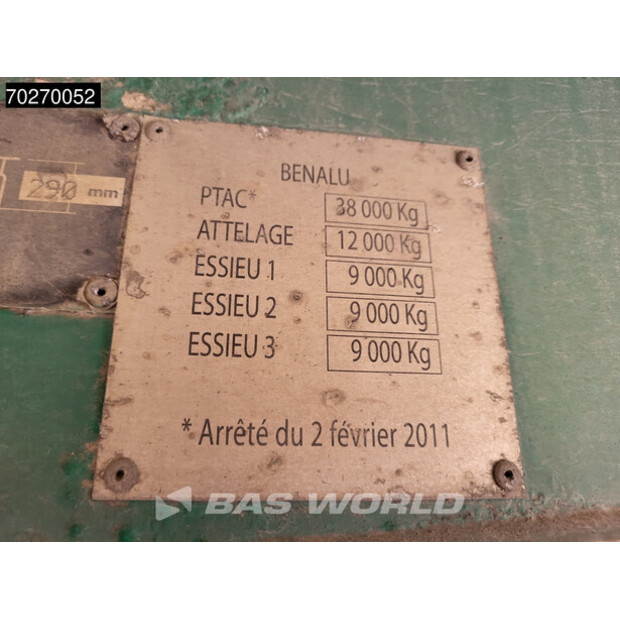 70270052
290 mm
BENALU
PTAC* 38 000 Kg
ATTELAGE 12 000 Kg
ESSIEU 1 9 000 Kg
ESSIEU 2 9 000 Kg
ESSIEU 3 9 000 Kg
* Arrêté du 2 février 2011
BAS WORLD